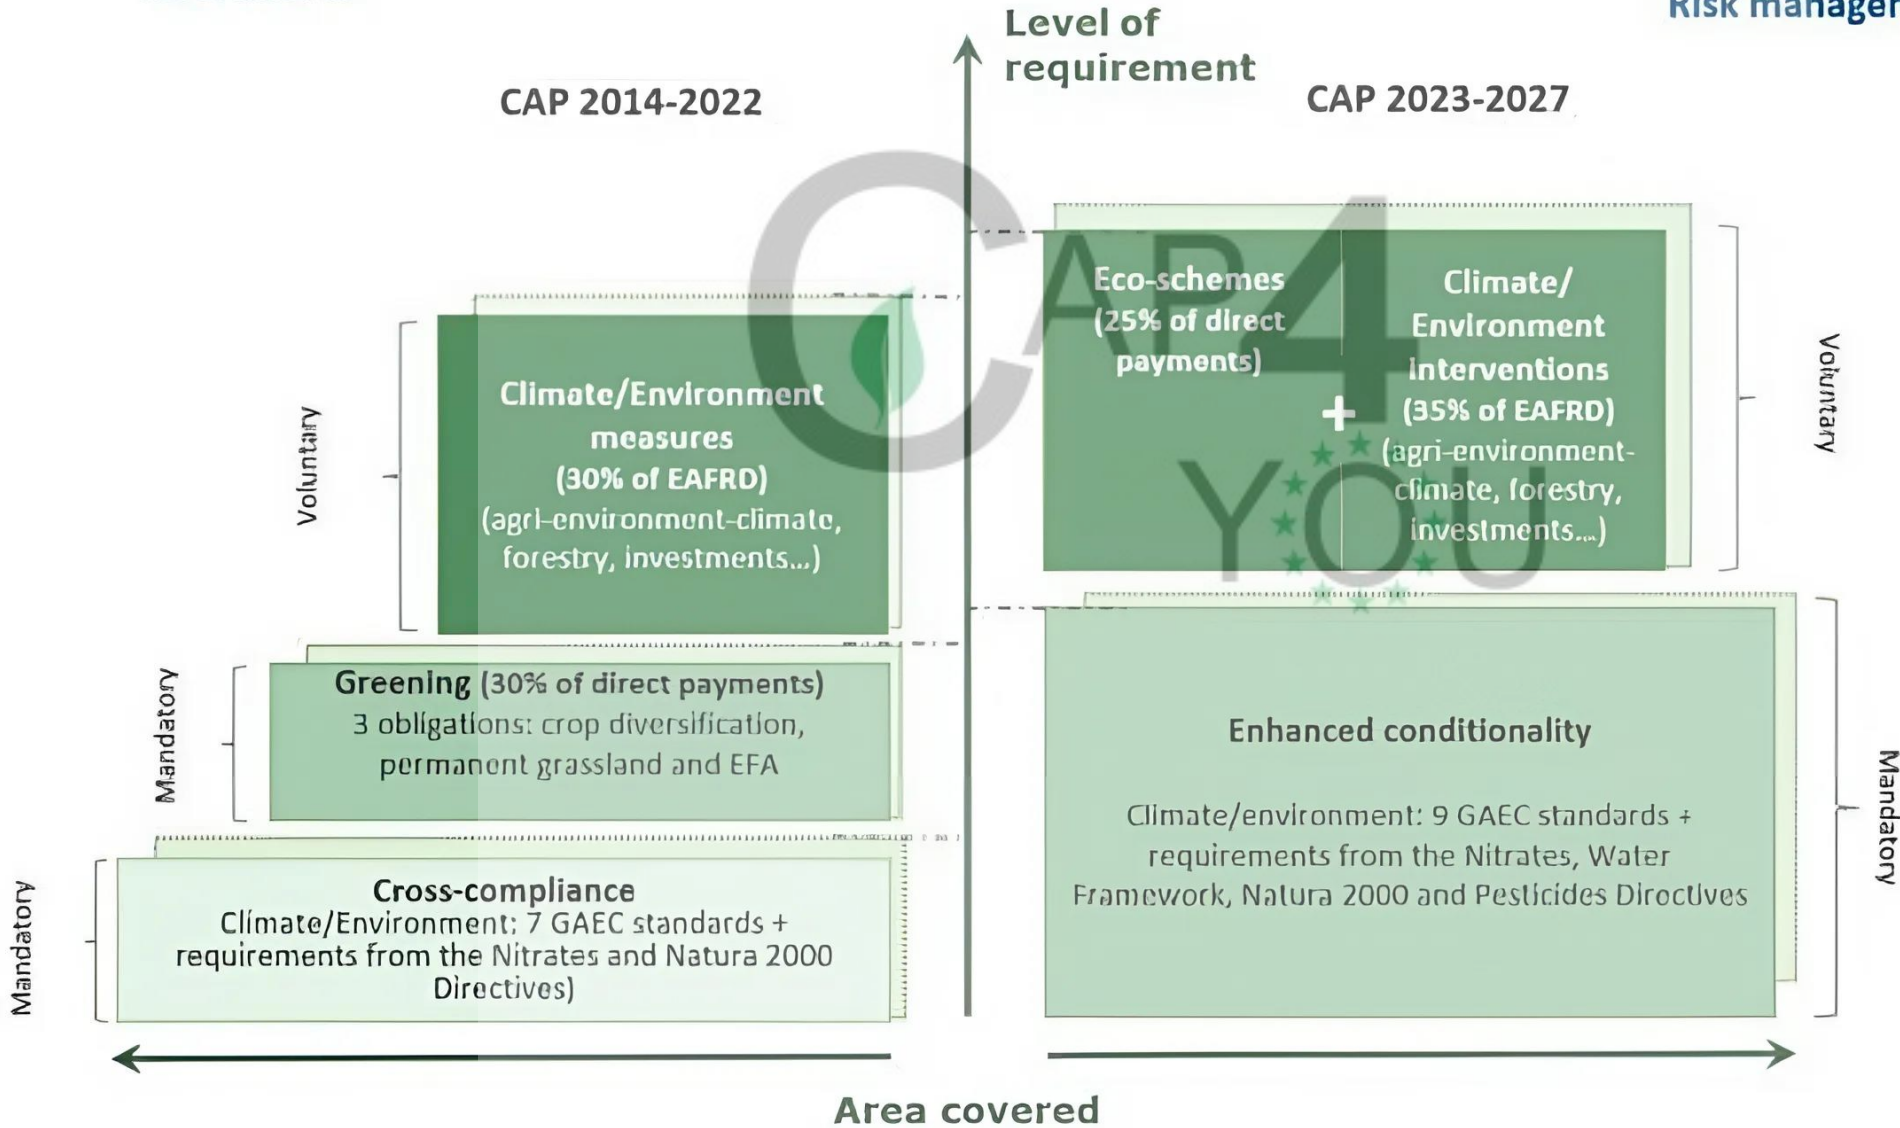 Level of
requirement
Risk manager
CAP 2014-2022
CAP 2023-2027
Voluntary
Climate/Environment
measures
(30% of EAFRD)
(agri-environment-climate,
forestry, investments...)
Mandatory
Greening (30% of direct payments)
3 obligations: crop diversification,
permanent grassland and EFA
Mandatory
Cross-compliance
Climate/Environment: 7 GAEC standards +
requirements from the Nitrates and Natura 2000
Directives)
Eco-schemes
(25% of direct
payments)
+
Climate/
Environment
Interventions
(35% of EAFRD)
(agri-environment-
climate, forestry,
investments...)
Voluntary
Enhanced conditionality
Climate/environment: 9 GAEC standards +
requirements from the Nitrates, Water
Framework, Natura 2000 and Pesticides Directives
Mandatory
Area covered
CAP4
YOU